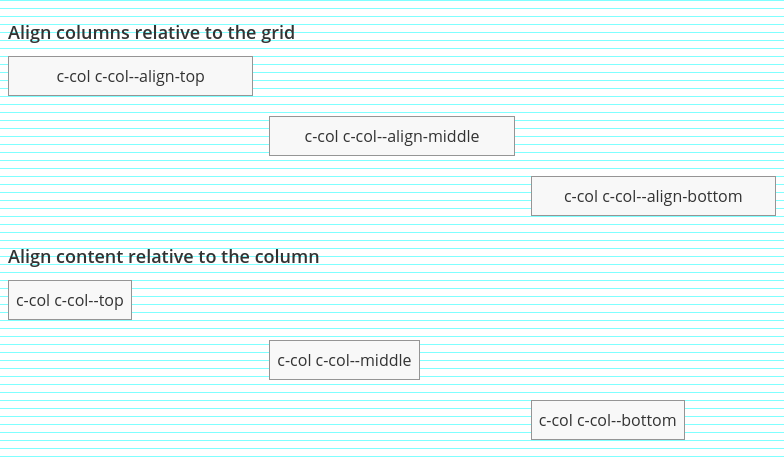 Align columns relative to the grid
c-col c-col--align-top
c-col c-col--align-middle
c-col c-col--align-bottom
Align content relative to the column
c-col c-col--top
c-col c-col--middle
c-col c-col--bottom